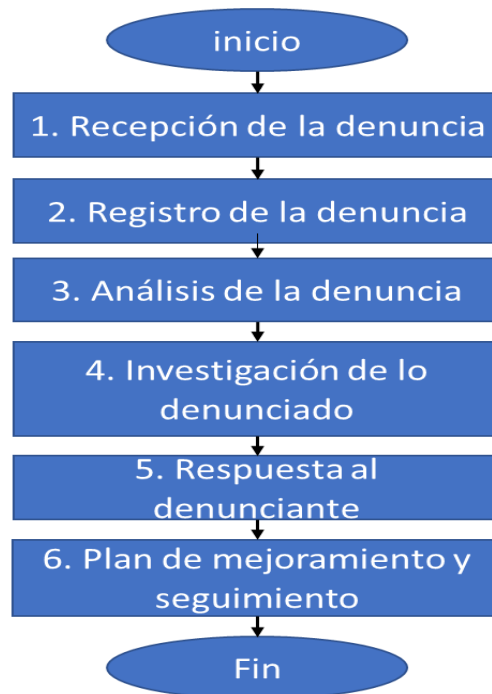 inicio
1. Recepción de la denuncia
2. Registro de la denuncia
3. Análisis de la denuncia
4. Investigación de lo
denunciado
5. Respuesta al
denunciante
6. Plan de mejoramiento y
seguimiento
Fin